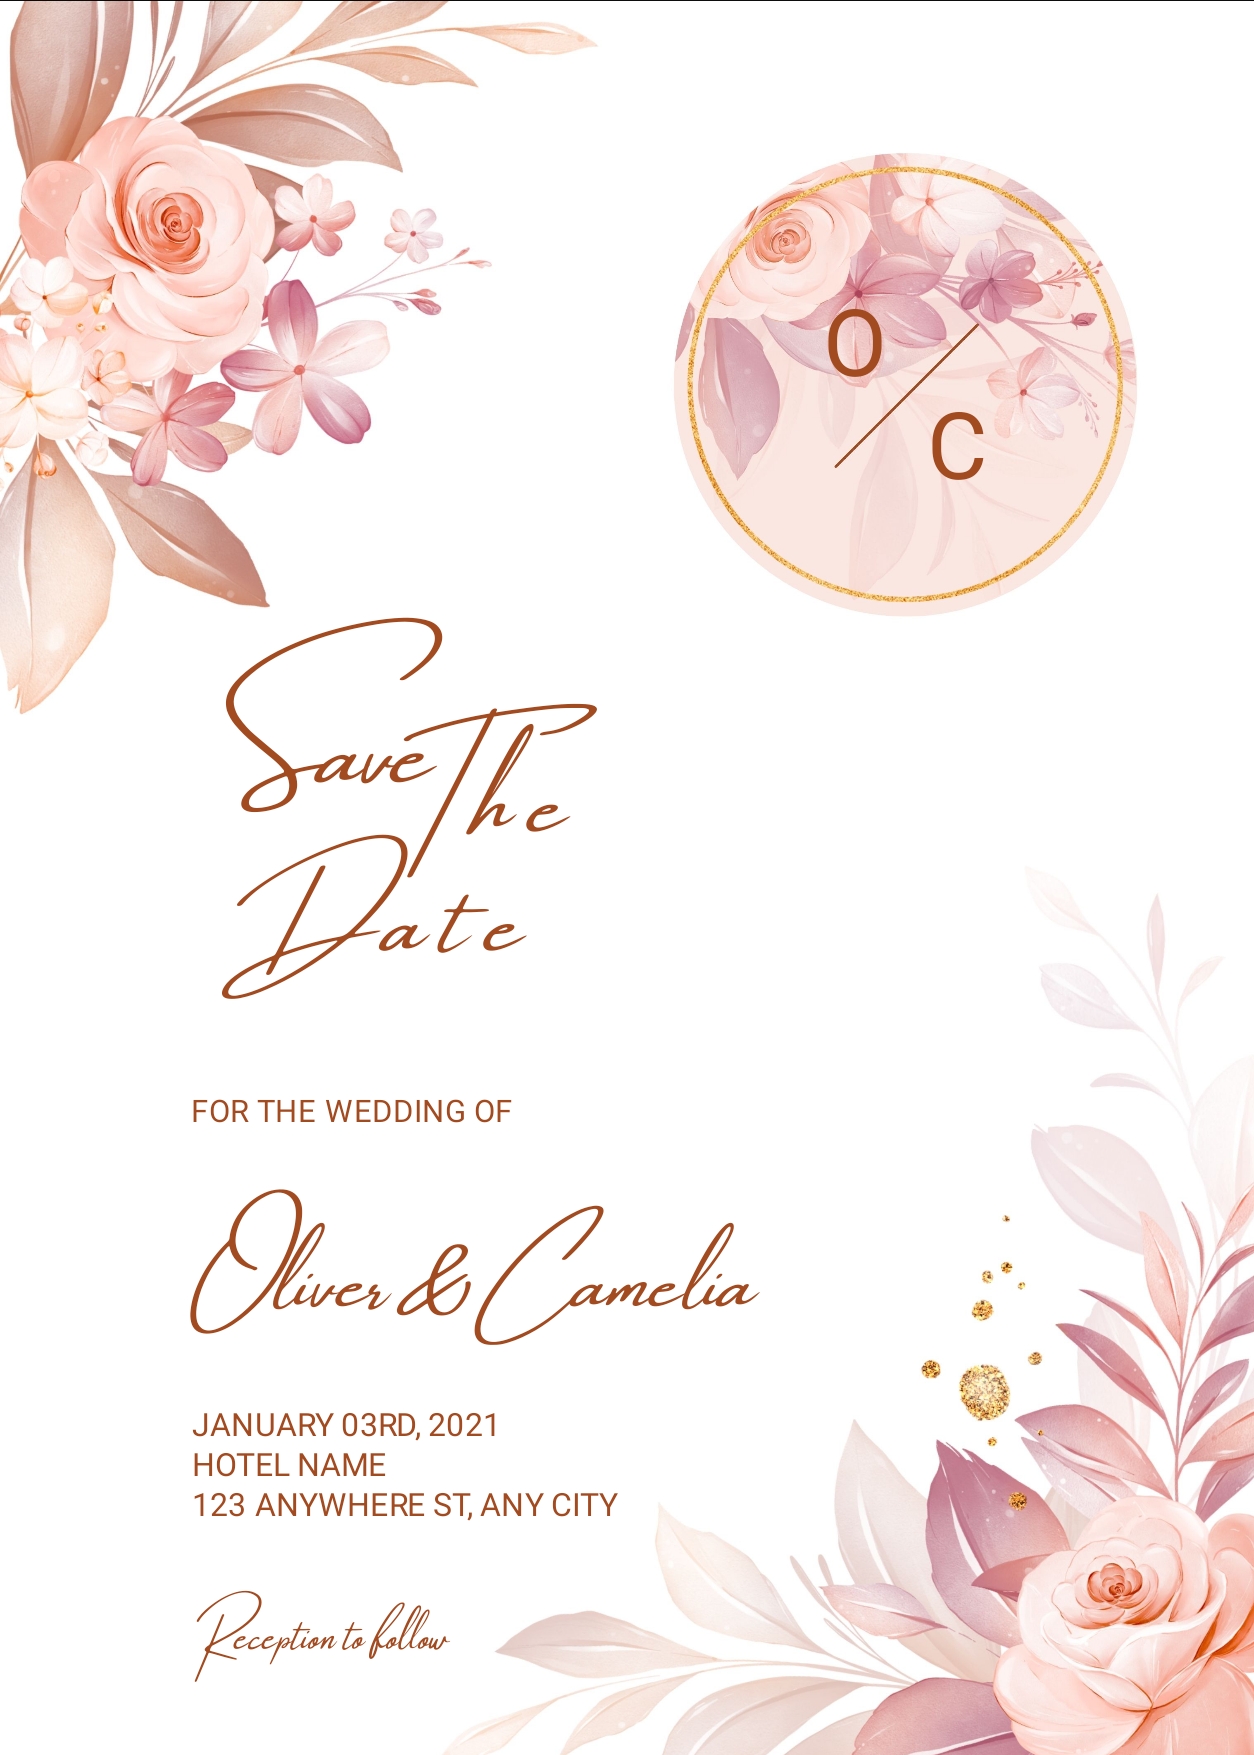 O
C
Save The
Date
FOR THE WEDDING OF
Oliver & Camelia
JANUARY 03RD, 2021
HOTEL NAME
123 ANYWHERE ST, ANY CITY
Reception to follow